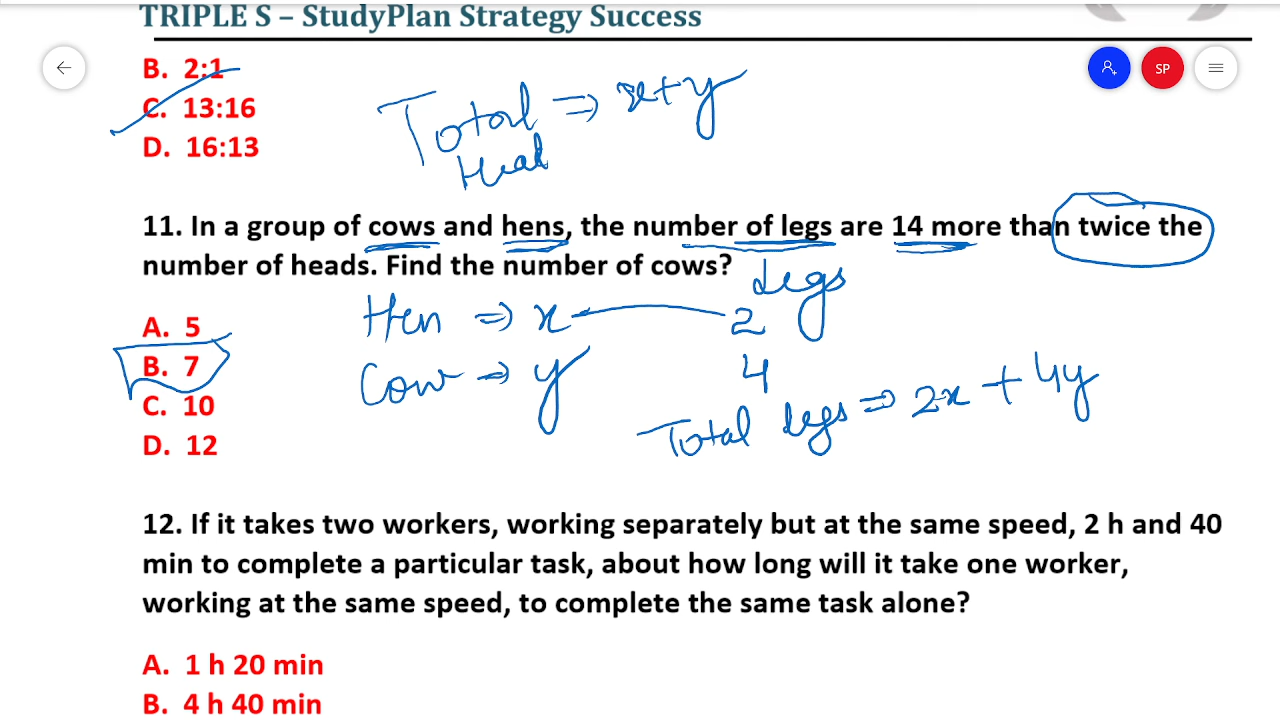 TRIPLE S – StudyPlan Strategy Success
B. 2:1
C. 13:16
D. 16:13
Total ⇒ x+y
Head
SP
11. In a group of cows and hens, the number of legs are 14 more than twice the
number of heads. Find the number of cows?
Legs
A. 5
B. 7
C. 10
D. 12
Hen ⇒ x 2
Cow ⇒ y 4
Total legs ⇒ 2x + 4y
12. If it takes two workers, working separately but at the same speed, 2 h and 40
min to complete a particular task, about how long will it take one worker,
working at the same speed, to complete the same task alone?
A. 1 h 20 min
B. 4 h 40 min